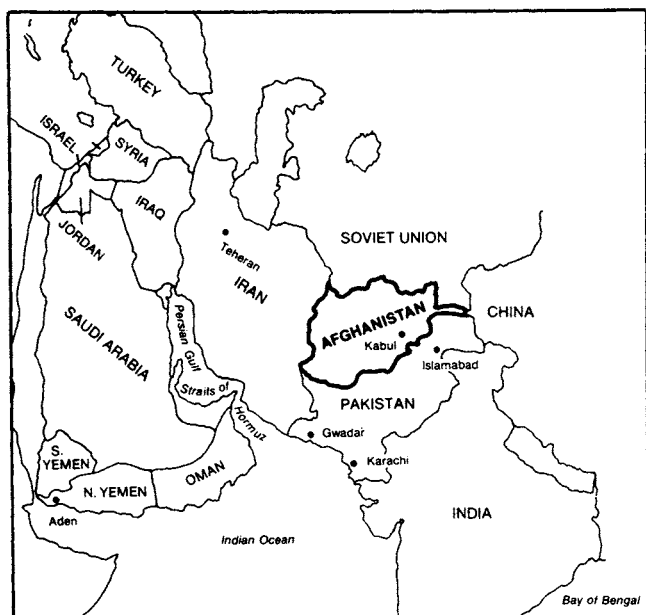 TURKEY
ISRAEL
SYRIA
IRAQ
JORDAN
Teheran
IRAN
SOVIET UNION
AFGHANISTAN
Kabul
CHINA
Islamabad
SAUDI ARABIA
Persian Gulf
Straits of
Hormuz
PAKISTAN
Gwadar
Karachi
S.
YEMEN
N. YEMEN
OMAN
Aden
INDIA
Indian Ocean
Bay of Bengal